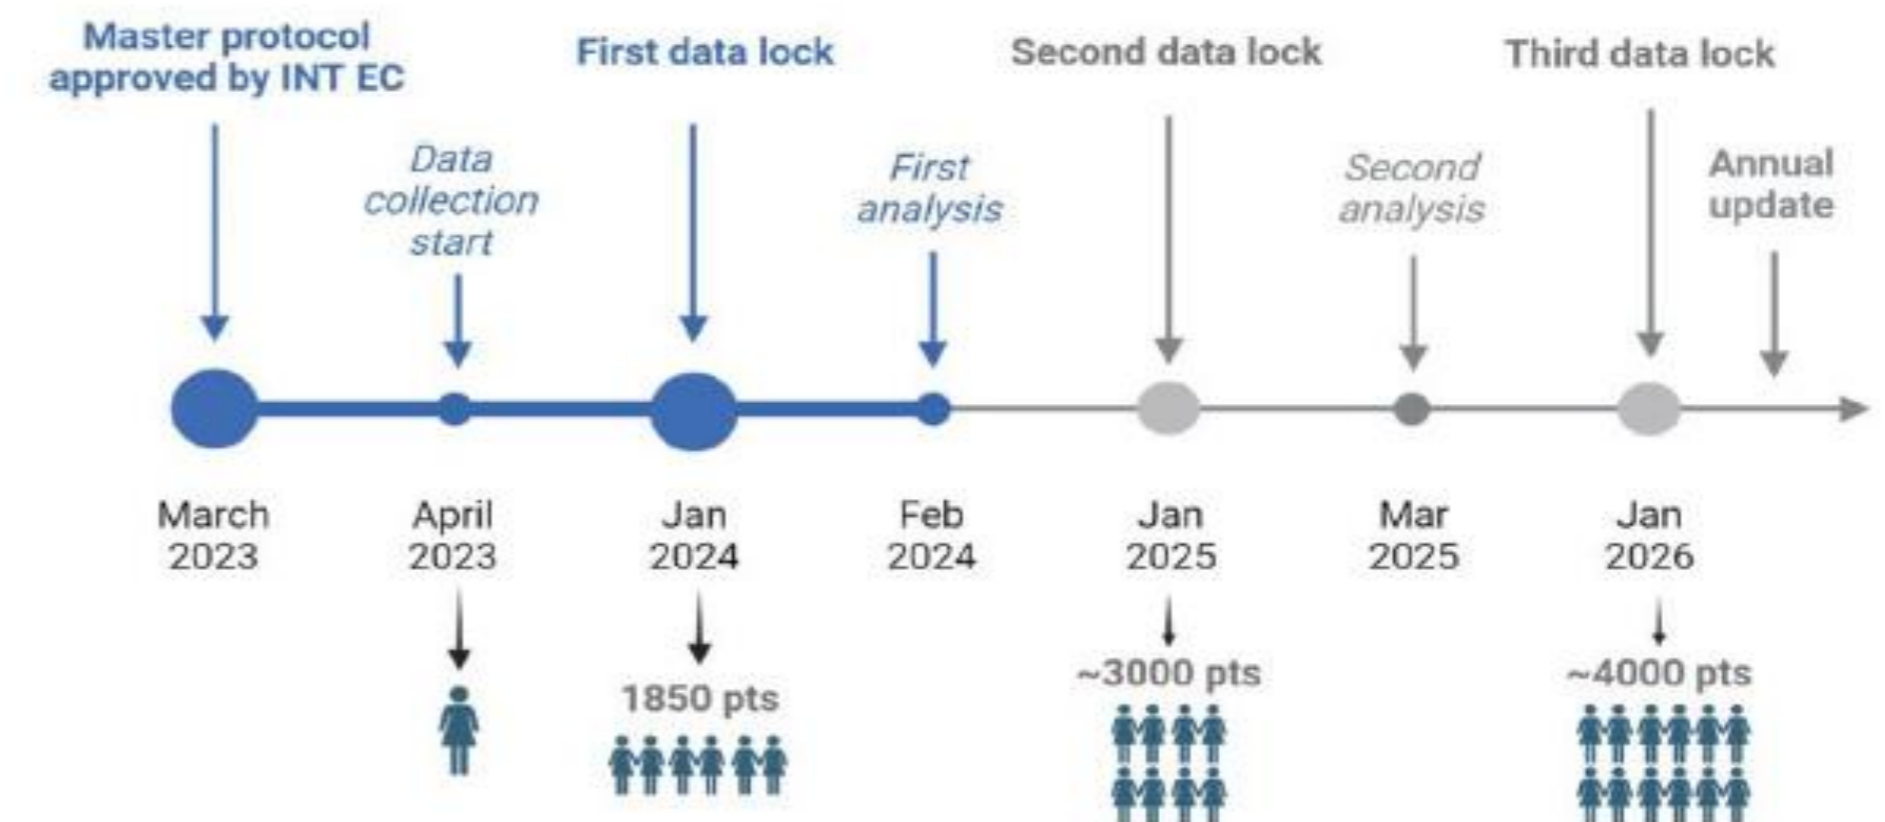 Master protocol
approved by INT EC
First data lock
Second data lock
Third data lock
Data
collection
start
First
analysis
Second
analysis
Annual
update
March
2023
April
2023
Jan
2024
Feb
2024
Jan
2025
Mar
2025
Jan
2026
1850 pts
~3000 pts
~4000 pts